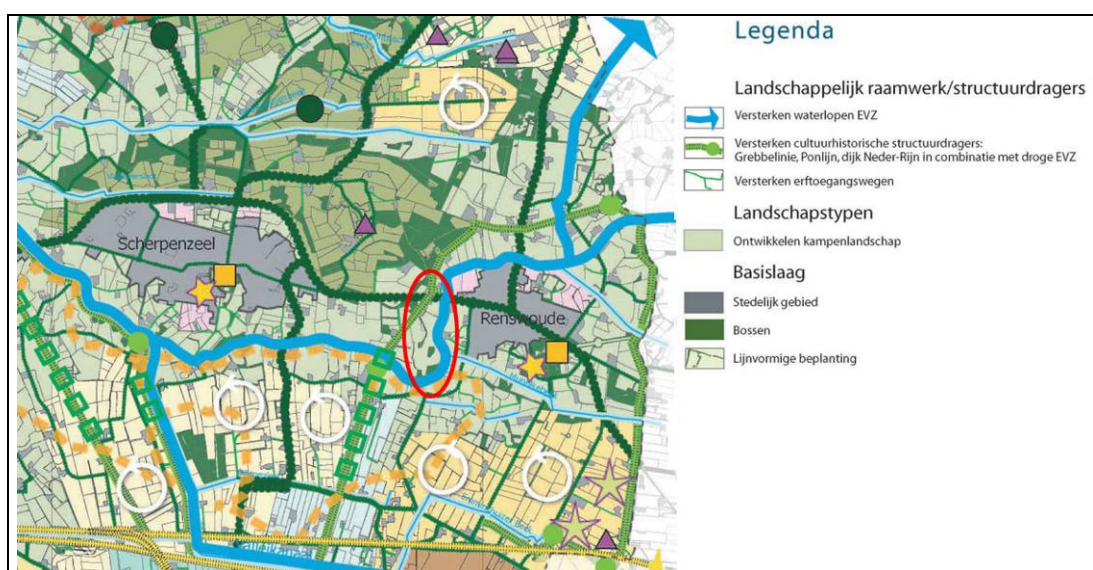 Scherpenzeel
Renswoude
Legenda
Landschappelijk raamwerk/structuurdragers
Versterken waterlopen EVZ
Versterken cultuurhistorische structuurdragers:
Grebbelinie, Ponlijn, dijk Neder-Rijn in combinatie met droge EVZ
Versterken erftoegangswegen
Landschapstypen
Ontwikkelen kampenlandschap
Basislaag
Stedelijk gebied
Bossen
Lijnvormige beplanting